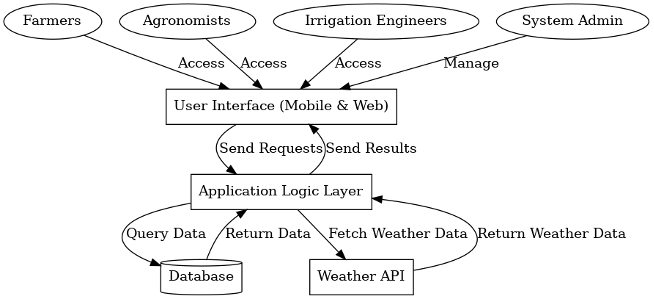 Farmers
Agronomists
Irrigation Engineers
System Admin
Access
Access
Access
Manage
User Interface (Mobile & Web)
Send Requests
Send Results
Application Logic Layer
Query Data
Return Data
Fetch Weather Data
Return Weather Data
Database
Weather API